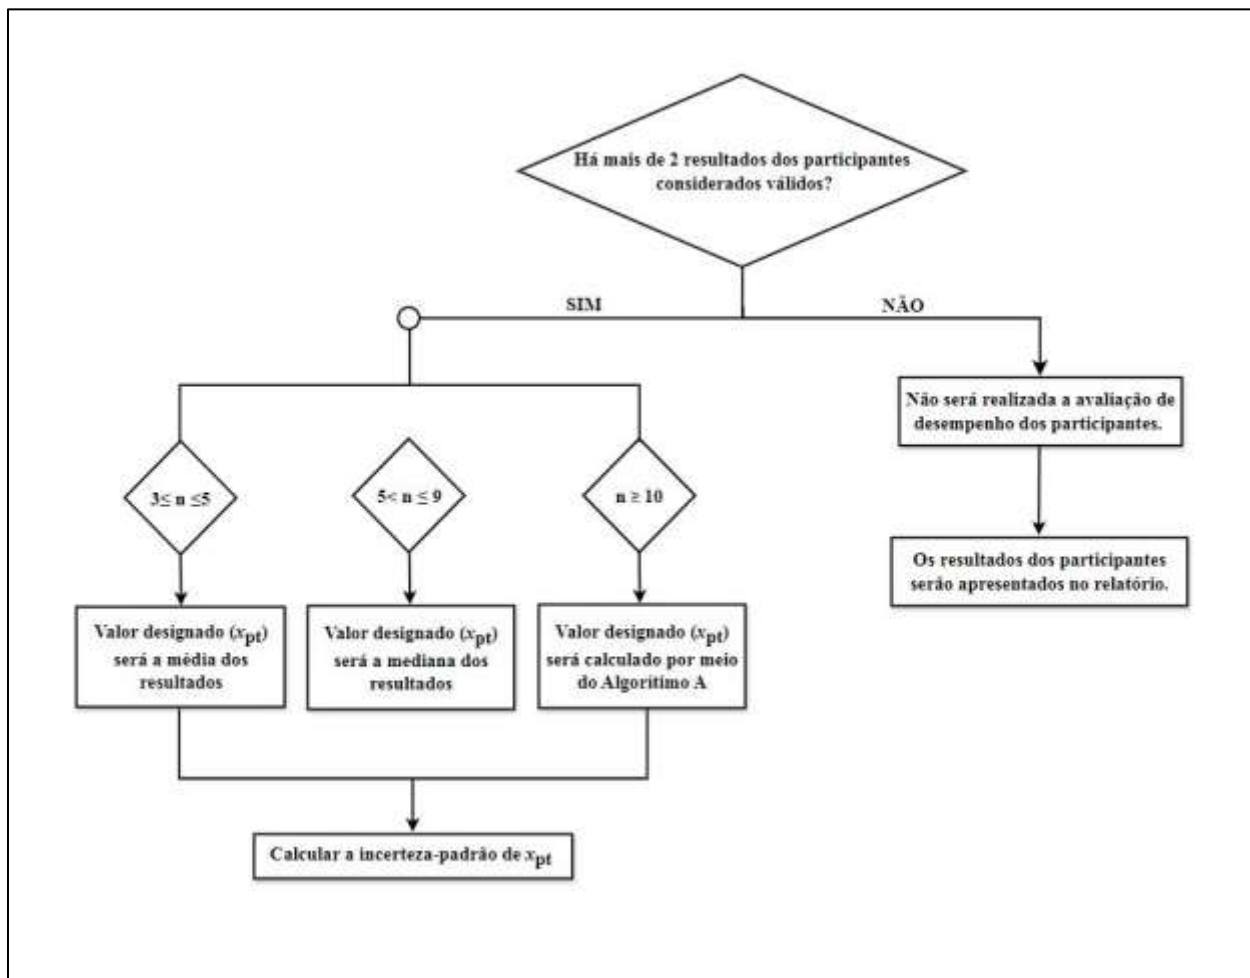 Há mais de 2 resultados dos participantes
considerados válidos?
SIM
NÃO
Não será realizada a avaliação de
desempenho dos participantes.
3≤ n ≤5
5< n ≤ 9
n ≥ 10
Os resultados dos participantes
serão apresentados no relatório.
Valor designado (xpt)
será a média dos
resultados
Valor designado (xpt)
será a mediana dos
resultados
Valor designado (xpt)
será calculado por meio
do Algorítimo A
Calcular a incerteza-padrão de xpt